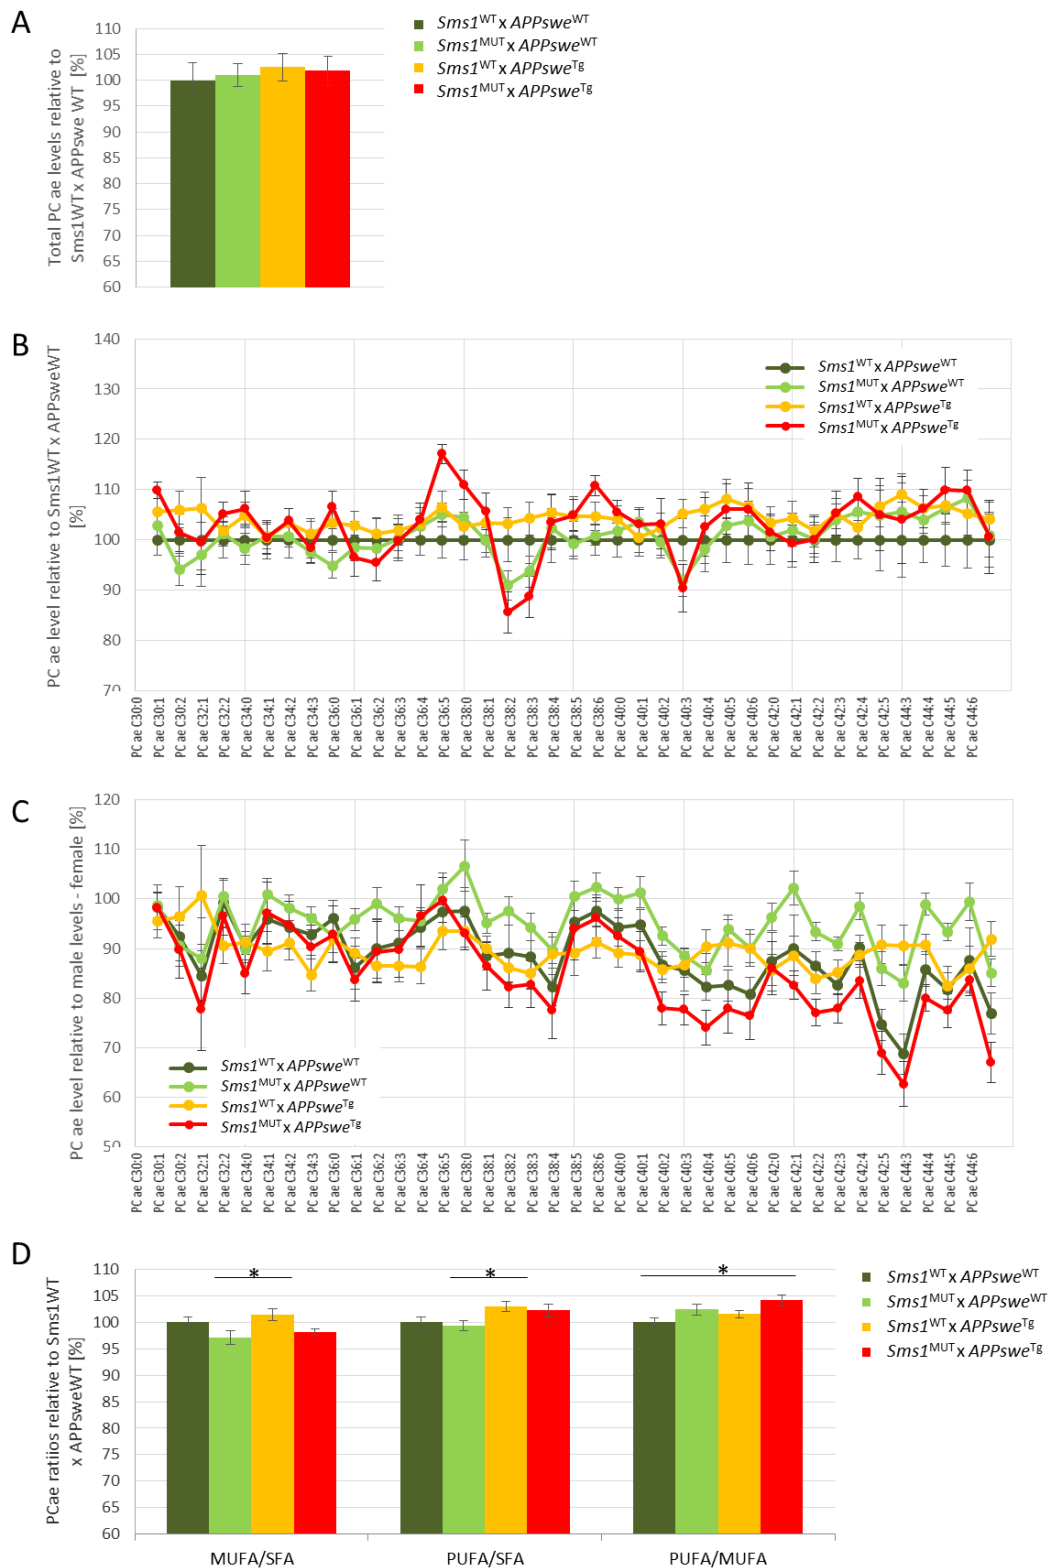 A
Total PC ae levels relative to
Sms1WT x APPswe WT [%]
110
105
100
95
90
85
80
75
70
65
60
Sms1WT x APPsweWT
Sms1MUT x APPsweWT
Sms1WT x APPsweTg
Sms1MUT x APPsweTg
B
PC ae level relative to Sms1WT x APPsweWT
[%]
140
130
120
110
100
90
80
70
Sms1WT x APPsweWT
Sms1MUT x APPsweWT
Sms1WT x APPsweTg
Sms1MUT x APPsweTg
PC ae C30:0
PC ae C30:1
PC ae C30:2
PC ae C32:1
PC ae C32:2
PC ae C34:0
PC ae C34:1
PC ae C34:2
PC ae C34:3
PC ae C36:0
PC ae C36:1
PC ae C36:2
PC ae C36:3
PC ae C36:4
PC ae C36:5
PC ae C38:0
PC ae C38:1
PC ae C38:2
PC ae C38:3
PC ae C38:5
PC ae C38:6
PC ae C40:0
PC ae C40:1
PC ae C40:2
PC ae C40:3
PC ae C40:4
PC ae C40:5
PC ae C40:6
PC ae C42:0
PC ae C42:1
PC ae C42:2
PC ae C42:3
PC ae C42:5
PC ae C44:3
PC ae C44:4
PC ae C44:5
PC ae C44:6
C
PC ae level relative to male levels - female [%]
120
110
100
90
80
70
60
50
Sms1WT x APPsweWT
Sms1MUT x APPsweWT
Sms1WT x APPsweTg
Sms1MUT x APPsweTg
PC ae C30:0
PC ae C30:1
PC ae C30:2
PC ae C32:1
PC ae C32:2
PC ae C34:0
PC ae C34:1
PC ae C34:2
PC ae C34:3
PC ae C36:0
PC ae C36:1
PC ae C36:2
PC ae C36:3
PC ae C36:4
PC ae C36:5
PC ae C38:0
PC ae C38:1
PC ae C38:2
PC ae C38:3
PC ae C38:5
PC ae C38:6
PC ae C40:0
PC ae C40:1
PC ae C40:2
PC ae C40:3
PC ae C40:4
PC ae C40:5
PC ae C40:6
PC ae C42:0
PC ae C42:1
PC ae C42:2
PC ae C42:3
PC ae C42:5
PC ae C44:3
PC ae C44:4
PC ae C44:5
PC ae C44:6
D
PCae ratiios relative to Sms1WT
x APPsweWT [%]
110
105
100
95
90
85
80
75
70
65
60
*
*
*
MUFA/SFA
PUFA/SFA
PUFA/MUFA
Sms1WT x APPsweWT
Sms1MUT x APPsweWT
Sms1WT x APPsweTg
Sms1MUT x APPsweTg